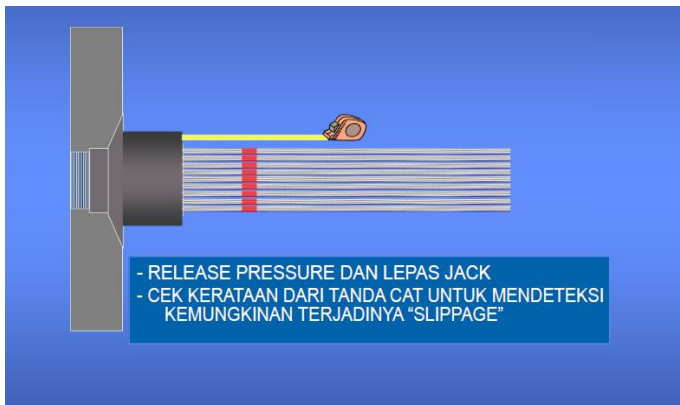 - RELEASE PRESSURE DAN LEPAS JACK
- CEK KERATAAN DARI TANDA CAT UNTUK MENDETEKSI
KEMUNGKINAN TERJADINYA “SLIPPAGE”